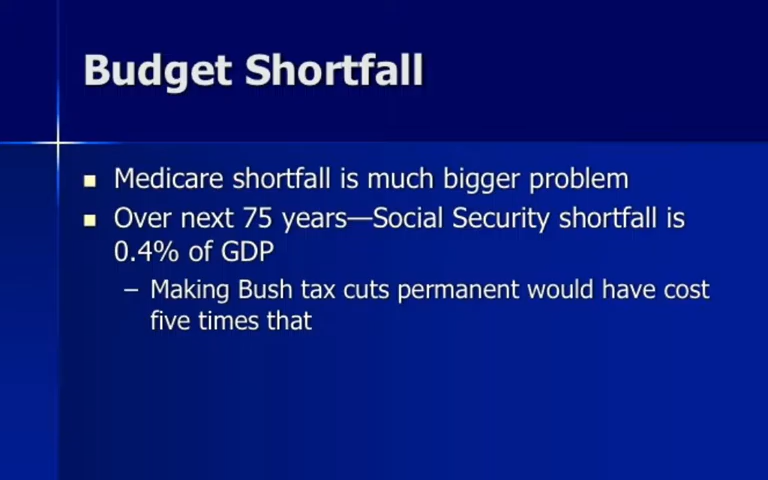 Budget Shortfall
■ Medicare shortfall is much bigger problem
■ Over next 75 years—Social Security shortfall is
0.4% of GDP
– Making Bush tax cuts permanent would have cost
five times that